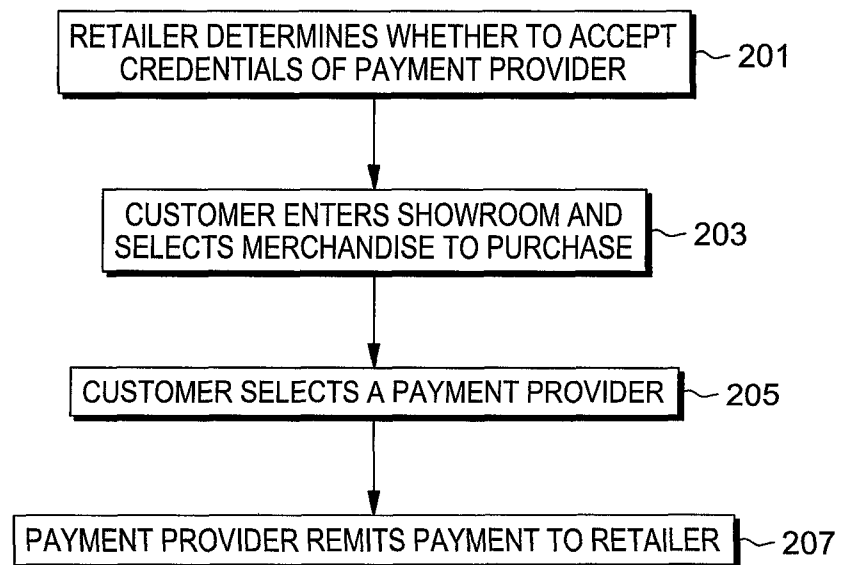 RETAILER DETERMINES WHETHER TO ACCEPT
CREDENTIALS OF PAYMENT PROVIDER
201
CUSTOMER ENTERS SHOWROOM AND
SELECTS MERCHANDISE TO PURCHASE
203
CUSTOMER SELECTS A PAYMENT PROVIDER
205
PAYMENT PROVIDER REMITS PAYMENT TO RETAILER
207